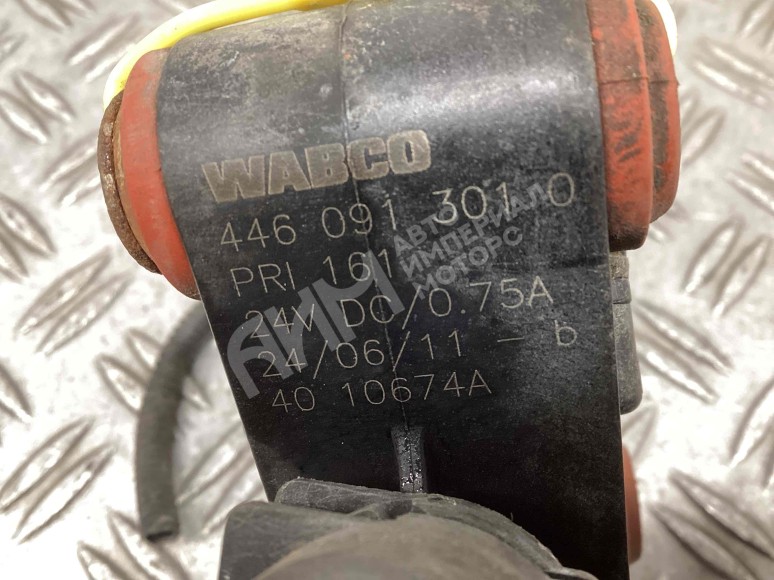 WABCO
446 091 301 0
PRI 161
24V DC/0.75A
24/06/11 - b
40 10674A
АИМ АВТО
ИМПЕРИАЛ
МОТОРС